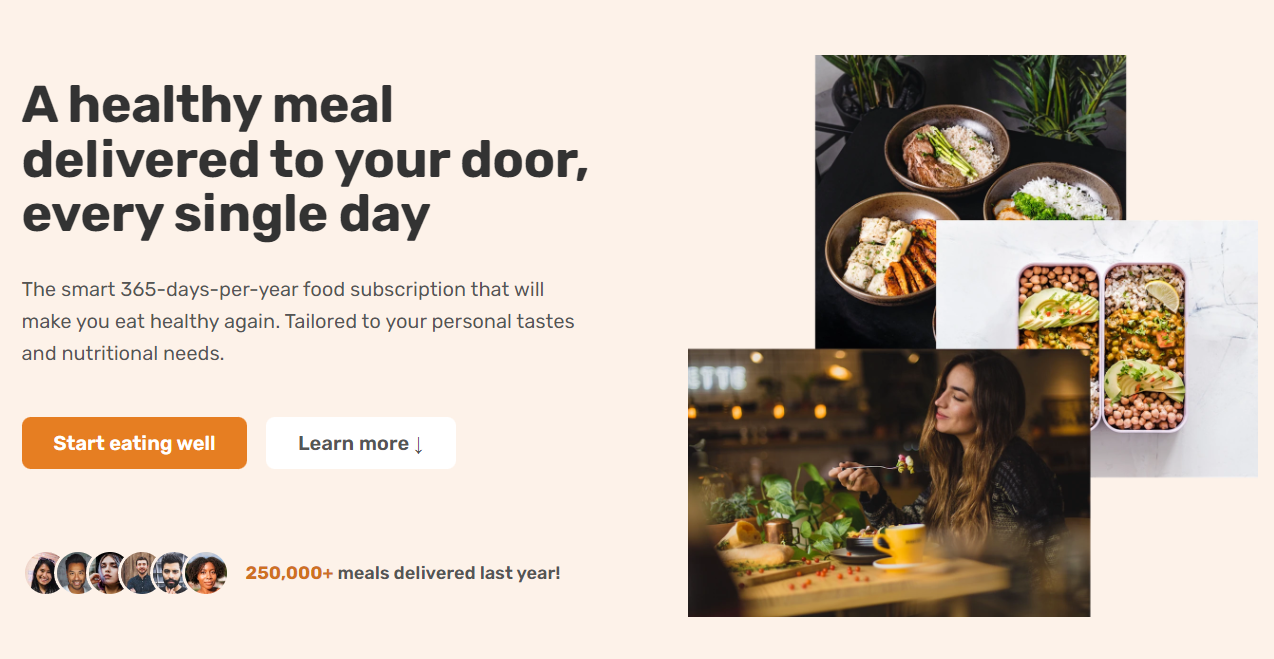 A healthy meal
delivered to your door,
every single day
The smart 365-days-per-year food subscription that will
make you eat healthy again. Tailored to your personal tastes
and nutritional needs.
Start eating well
Learn more ↓
250,000+ meals delivered last year!